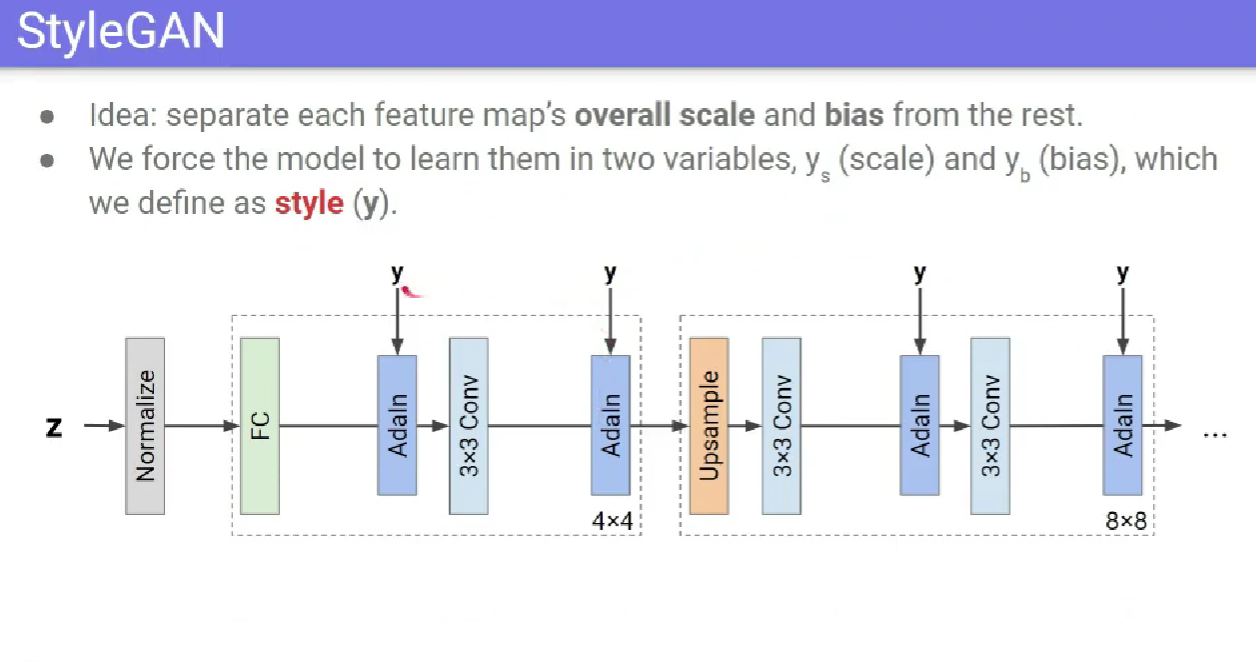 StyleGAN
● Idea: separate each feature map's overall scale and bias from the rest.
● We force the model to learn them in two variables, yₛ (scale) and y_b (bias), which
we define as style (y).
y
y
y
y
z
Normalize
FC
AdaIn
3×3 Conv
AdaIn
4×4
Upsample
3×3 Conv
AdaIn
3×3 Conv
AdaIn
8×8
...